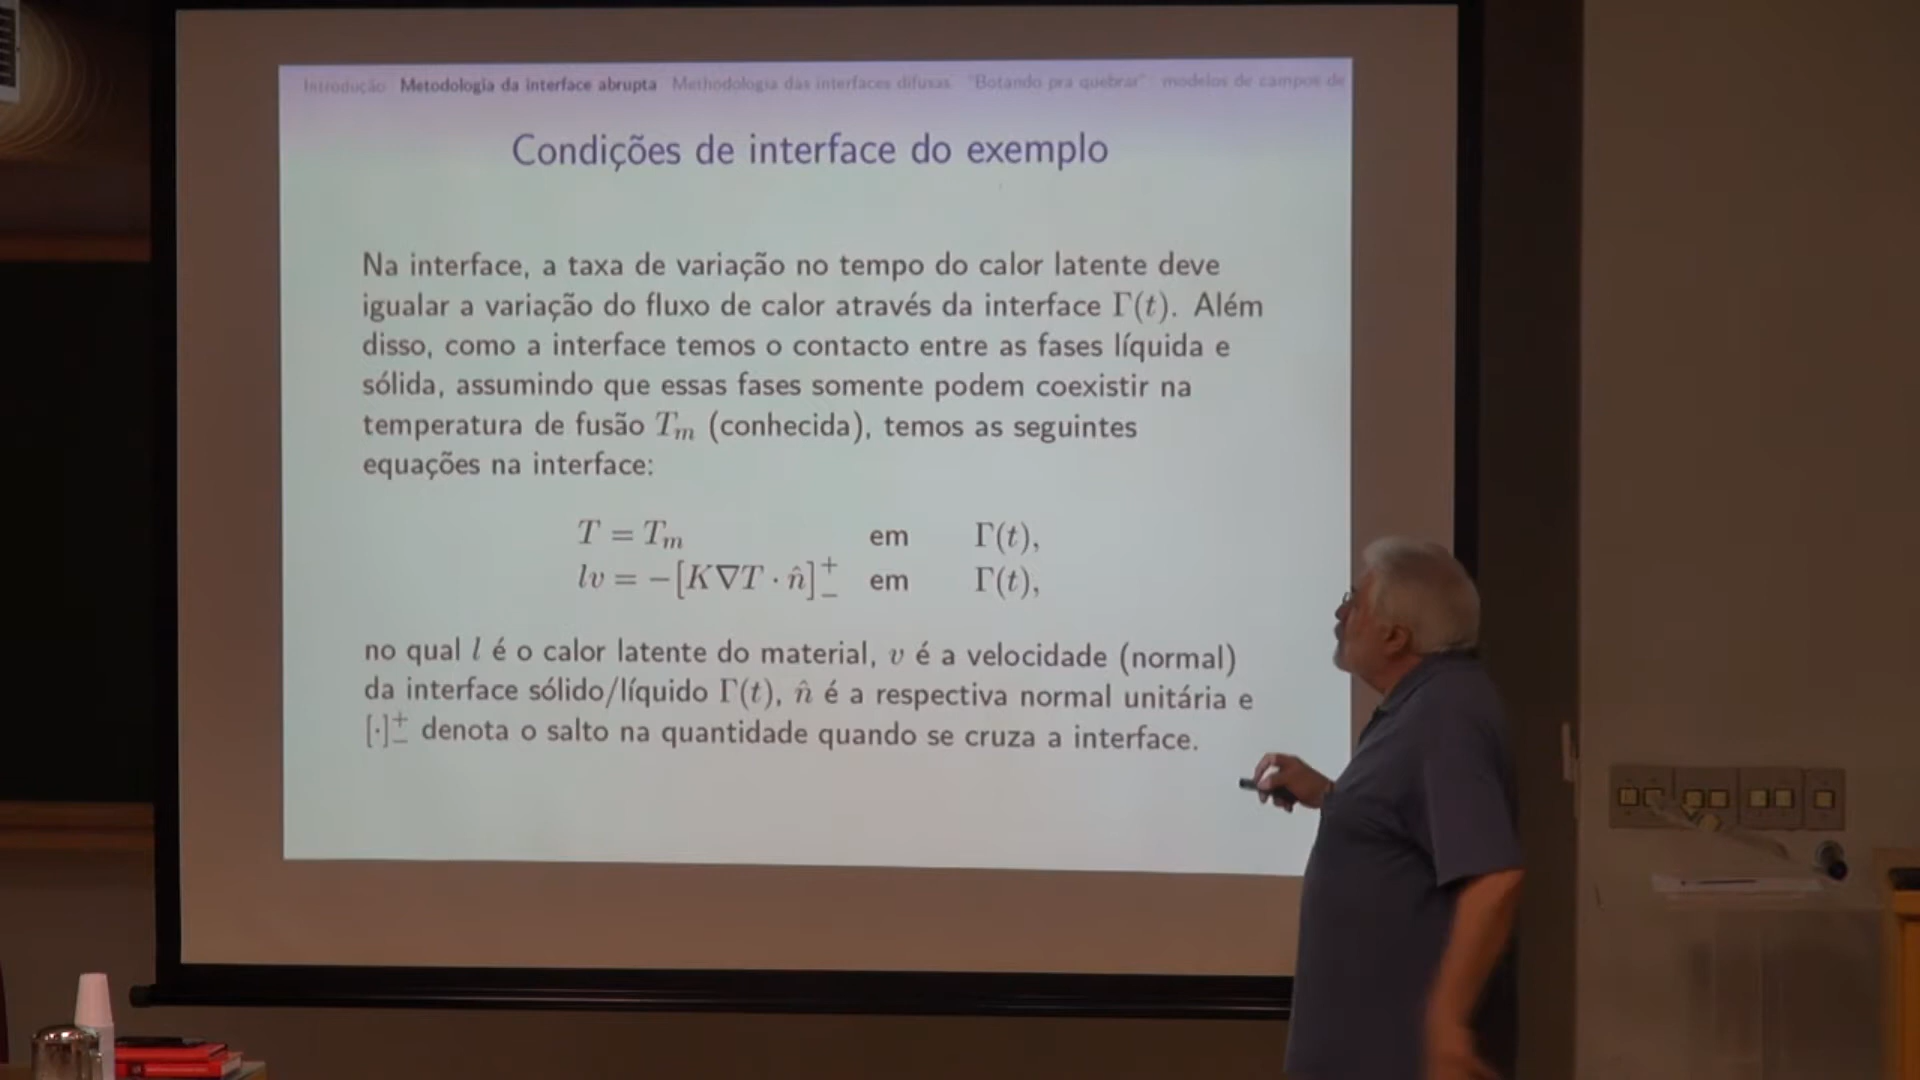 Introdução Metodologia da interface abrupta Methodologia das interfaces difusas "Botando pra quebrar" modelos de campos de
Condições de interface do exemplo
Na interface, a taxa de variação no tempo do calor latente deve
igualar a variação do fluxo de calor através da interface Γ(t). Além
disso, como a interface temos o contacto entre as fases líquida e
sólida, assumindo que essas fases somente podem coexistir na
temperatura de fusão Tₘ (conhecida), temos as seguintes
equações na interface:
T = Tₘ em Γ(t),
lv = −[K∇T · n̂]⁺₋ em Γ(t),
no qual l é o calor latente do material, v é a velocidade (normal)
da interface sólido/líquido Γ(t), n̂ é a respectiva normal unitária e
[·]⁺₋ denota o salto na quantidade quando se cruza a interface.